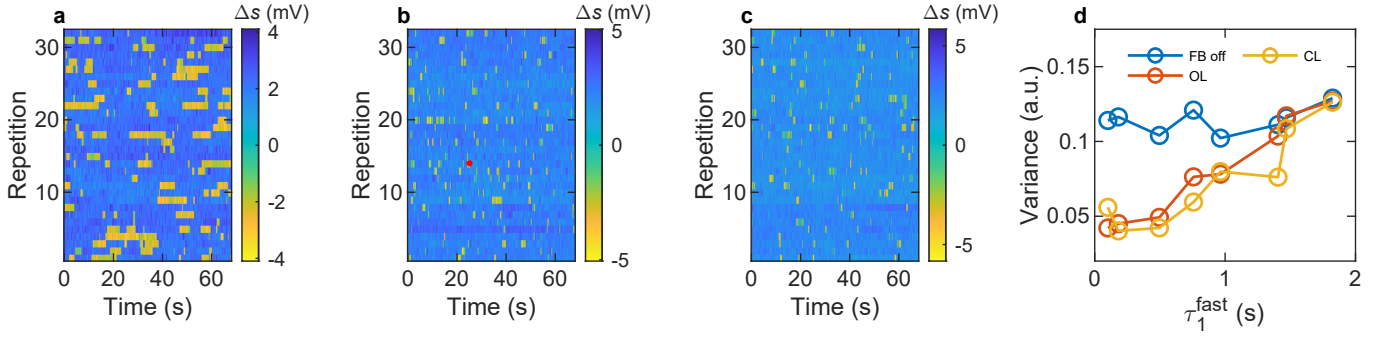 a
Δs (mV)
30
20
10
Repetition
0 20 40 60
Time (s)
4
2
0
-2
-4
b
Δs (mV)
30
20
10
Repetition
0 20 40 60
Time (s)
5
0
-5
c
Δs (mV)
30
20
10
Repetition
0 20 40 60
Time (s)
5
0
-5
d
0.15
0.1
0.05
Variance (a.u.)
FB off
OL
CL
0 1 2
τ₁ᶠᵃˢᵗ (s)